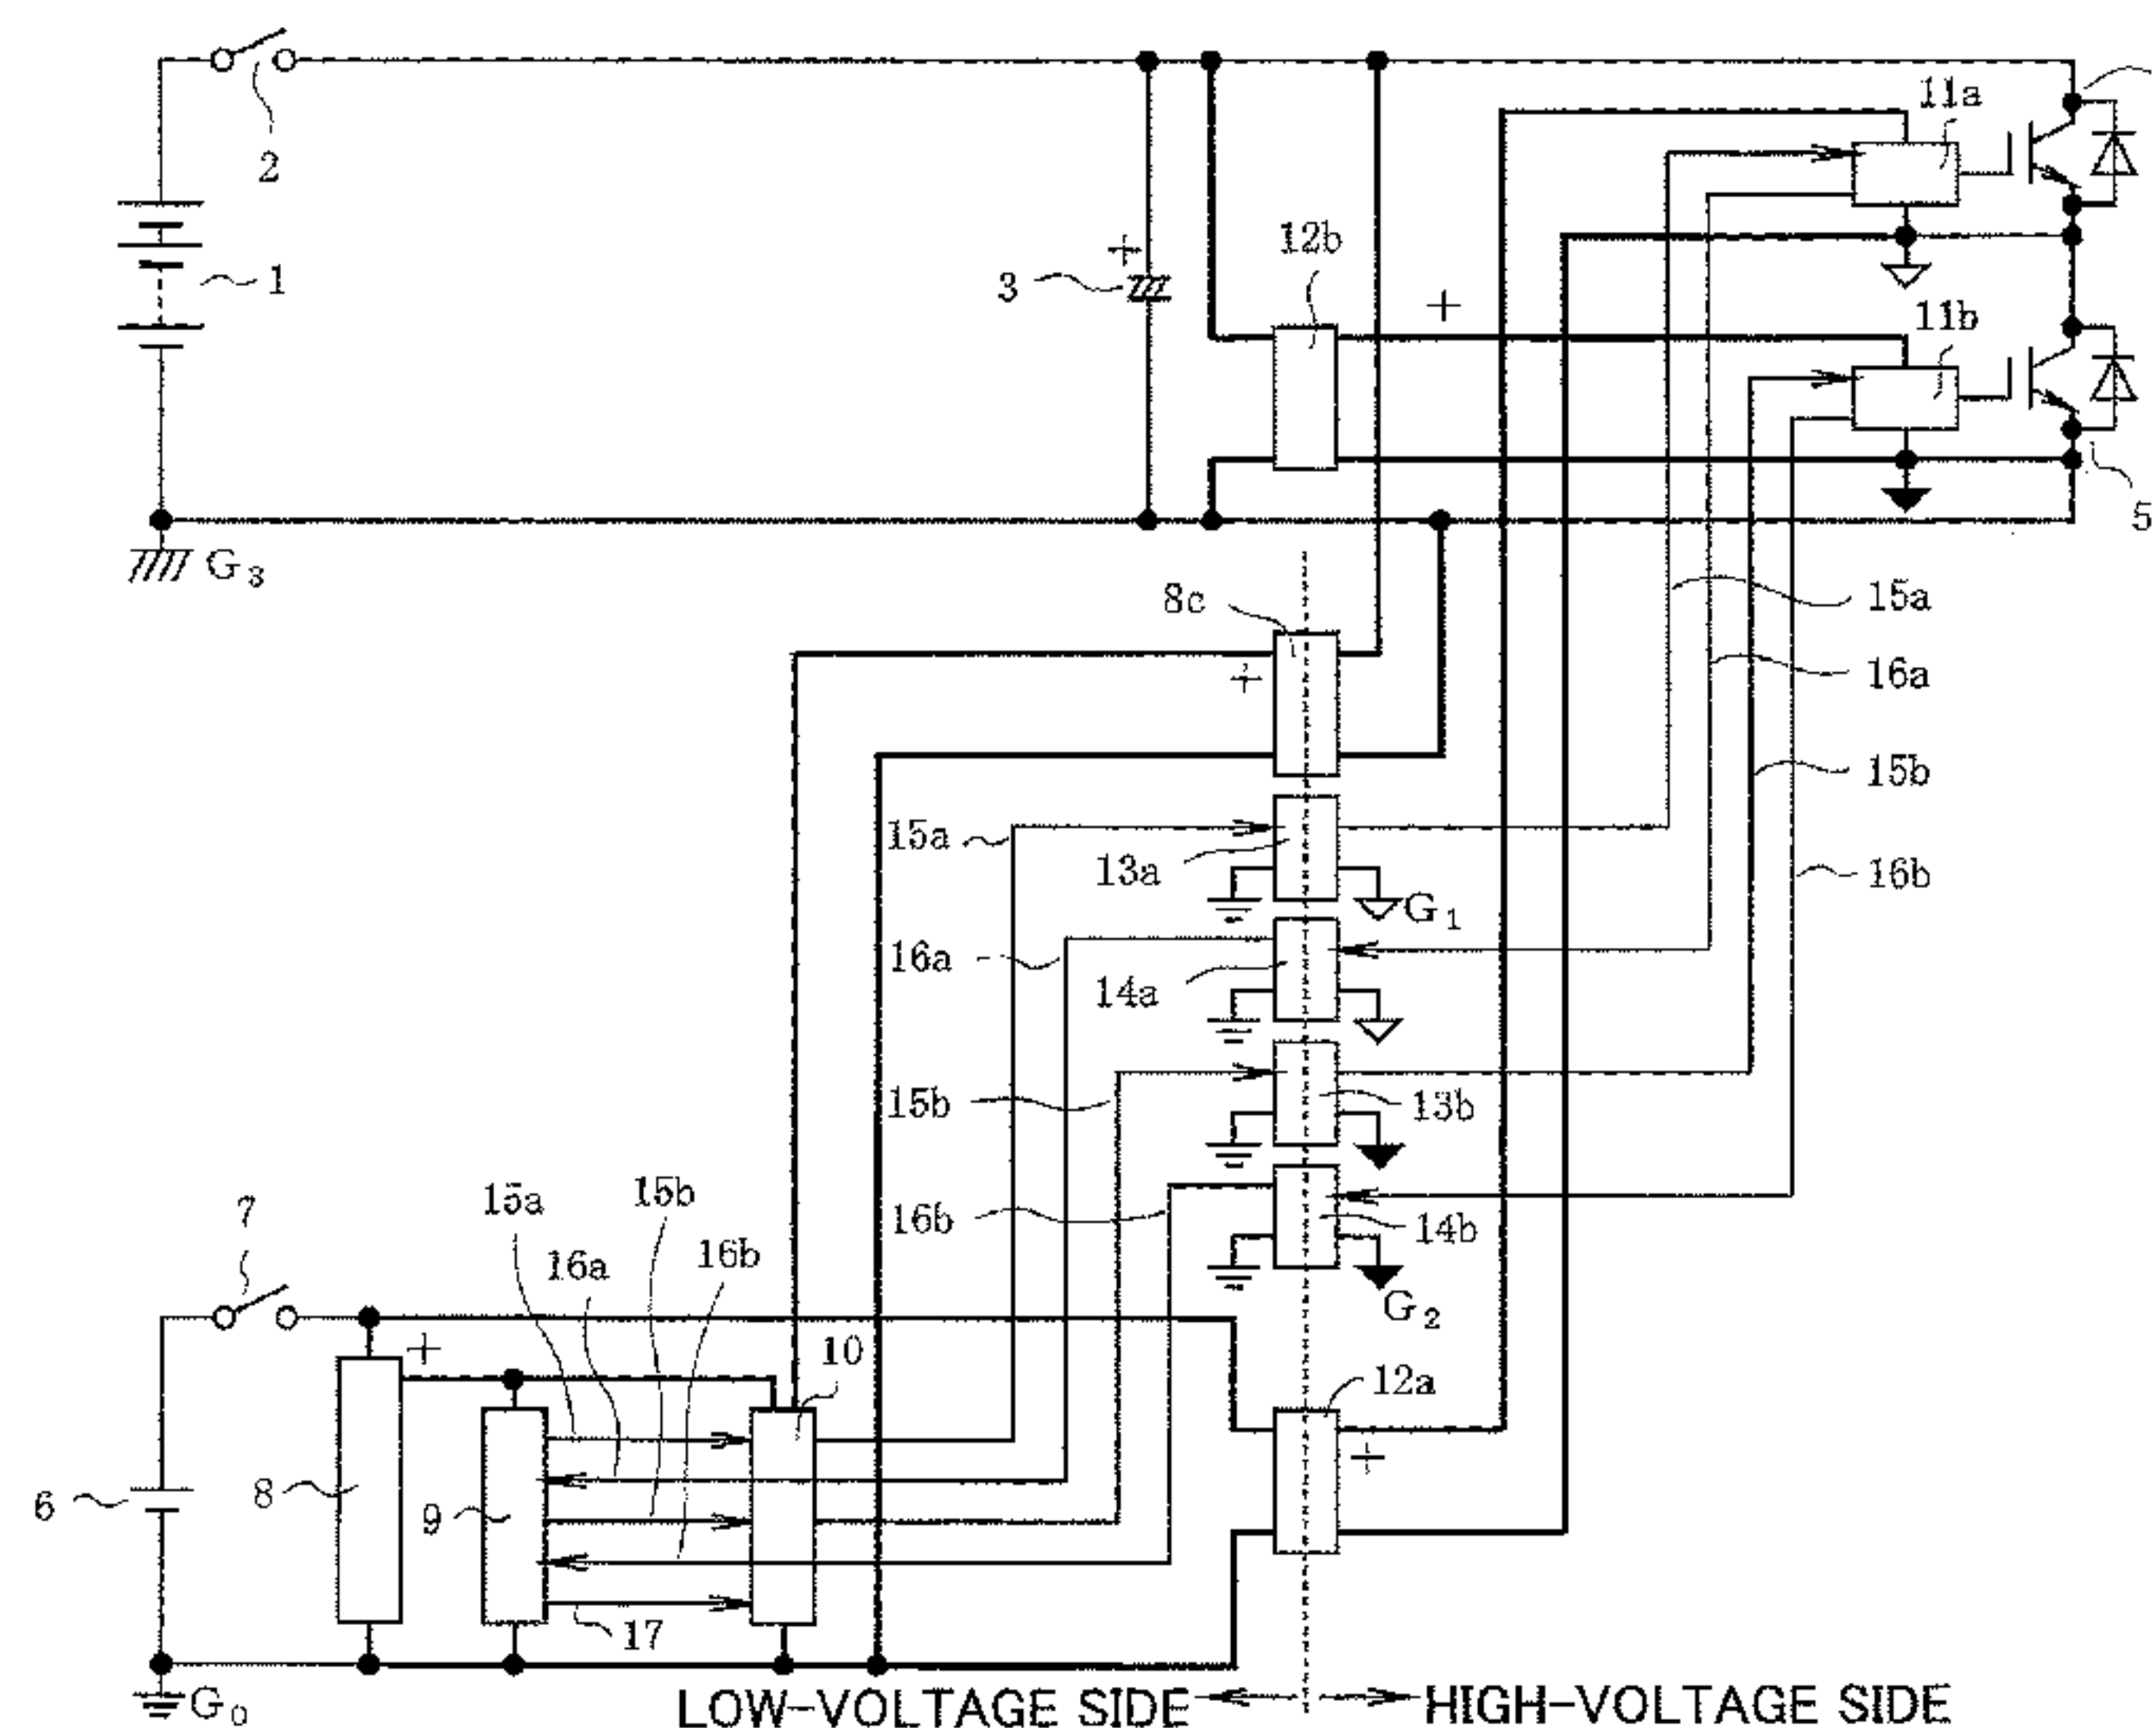 2
11a
12b
+
1
3
+
11b
5
G3
8c
15a
+
16a
15b
15a
13a
16b
G1
16a
14a
15b
13b
7
15a
15b
16b
14b
16a
16b
G2
+
10
12a
+
6
8
9
17
G0
LOW-VOLTAGE SIDE
HIGH-VOLTAGE SIDE